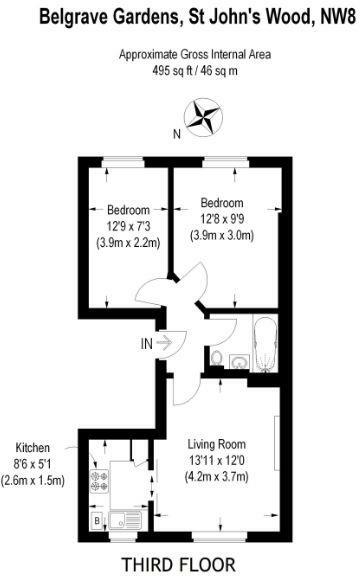 Belgrave Gardens, St John's Wood, NW8
Approximate Gross Internal Area
495 sq ft / 46 sq m
N
Bedroom
12'9 x 7'3
(3.9m x 2.2m)
Bedroom
12'8 x 9'9
(3.9m x 3.0m)
IN
Kitchen
8'6 x 5'1
(2.6m x 1.5m)
Living Room
13'11 x 12'0
(4.2m x 3.7m)
B
THIRD FLOOR